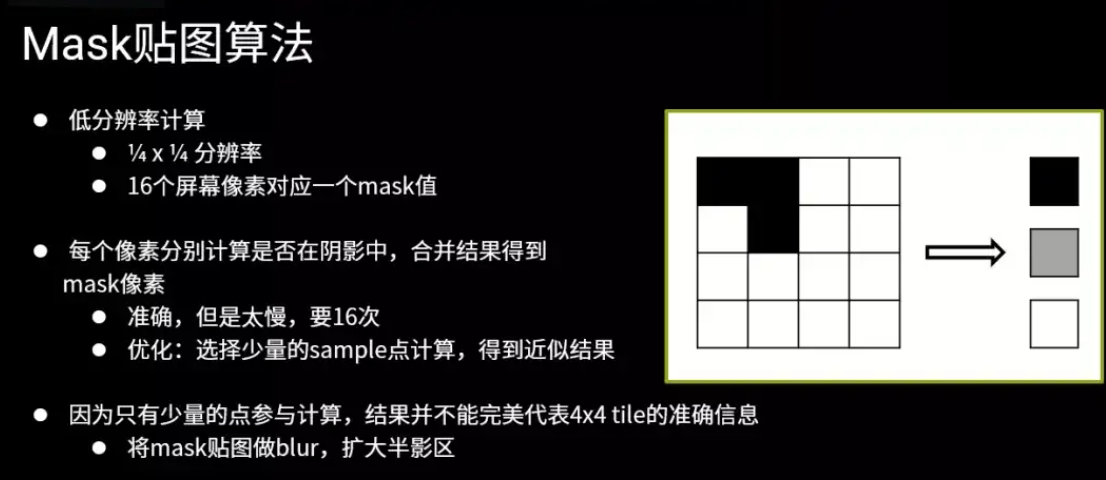 Mask贴图算法
低分辨率计算
¼ x ¼ 分辨率
16个屏幕像素对应一个mask值
每个像素分别计算是否在阴影中，合并结果得到
mask像素
准确，但是太慢，要16次
优化：选择少量的sample点计算，得到近似结果
因为只有少量的点参与计算，结果并不能完美代表4x4 tile的准确信息
将mask贴图做blur，扩大半影区